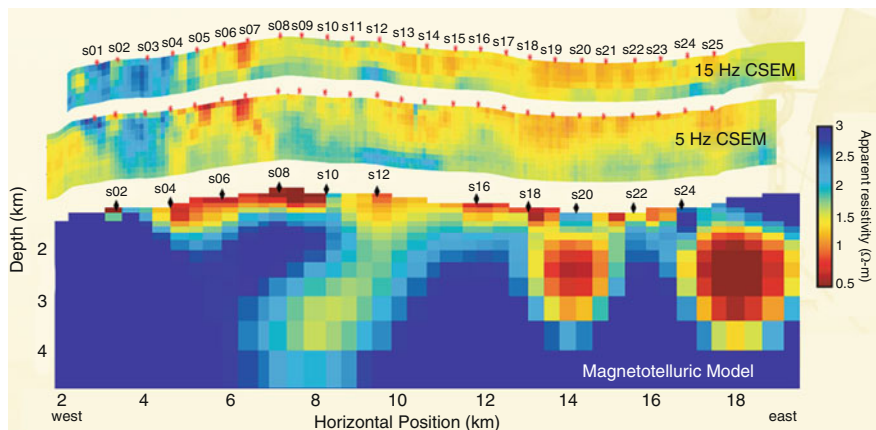 s01 s02 s03 s04 s05 s06 s07 s08 s09 s10 s11 s12 s13 s14 s15 s16 s17 s18 s19 s20 s21 s22 s23 s24 s25
15 Hz CSEM
5 Hz CSEM
s02 s04 s06 s08 s10 s12 s16 s18 s20 s22 s24
Depth (km)
2
3
4
Magnetotelluric Model
2 4 6 8 10 12 14 16 18
west east
Horizontal Position (km)
3
2.5
2
1.5
1
0.5
Apparent resistivity (Ω-m)